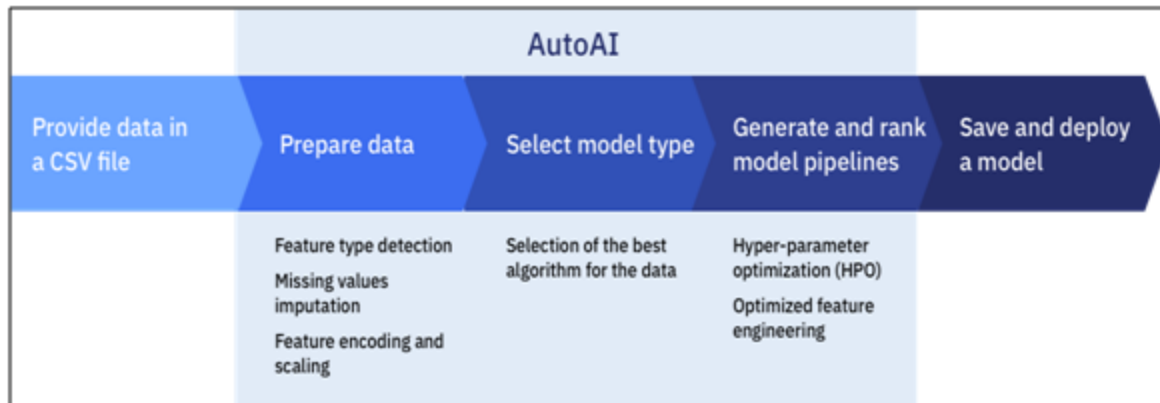 AutoAI
Provide data in
a CSV file
Prepare data
Select model type
Generate and rank
model pipelines
Save and deploy
a model
Feature type detection
Missing values
imputation
Feature encoding and
scaling
Selection of the best
algorithm for the data
Hyper-parameter
optimization (HPO)
Optimized feature
engineering